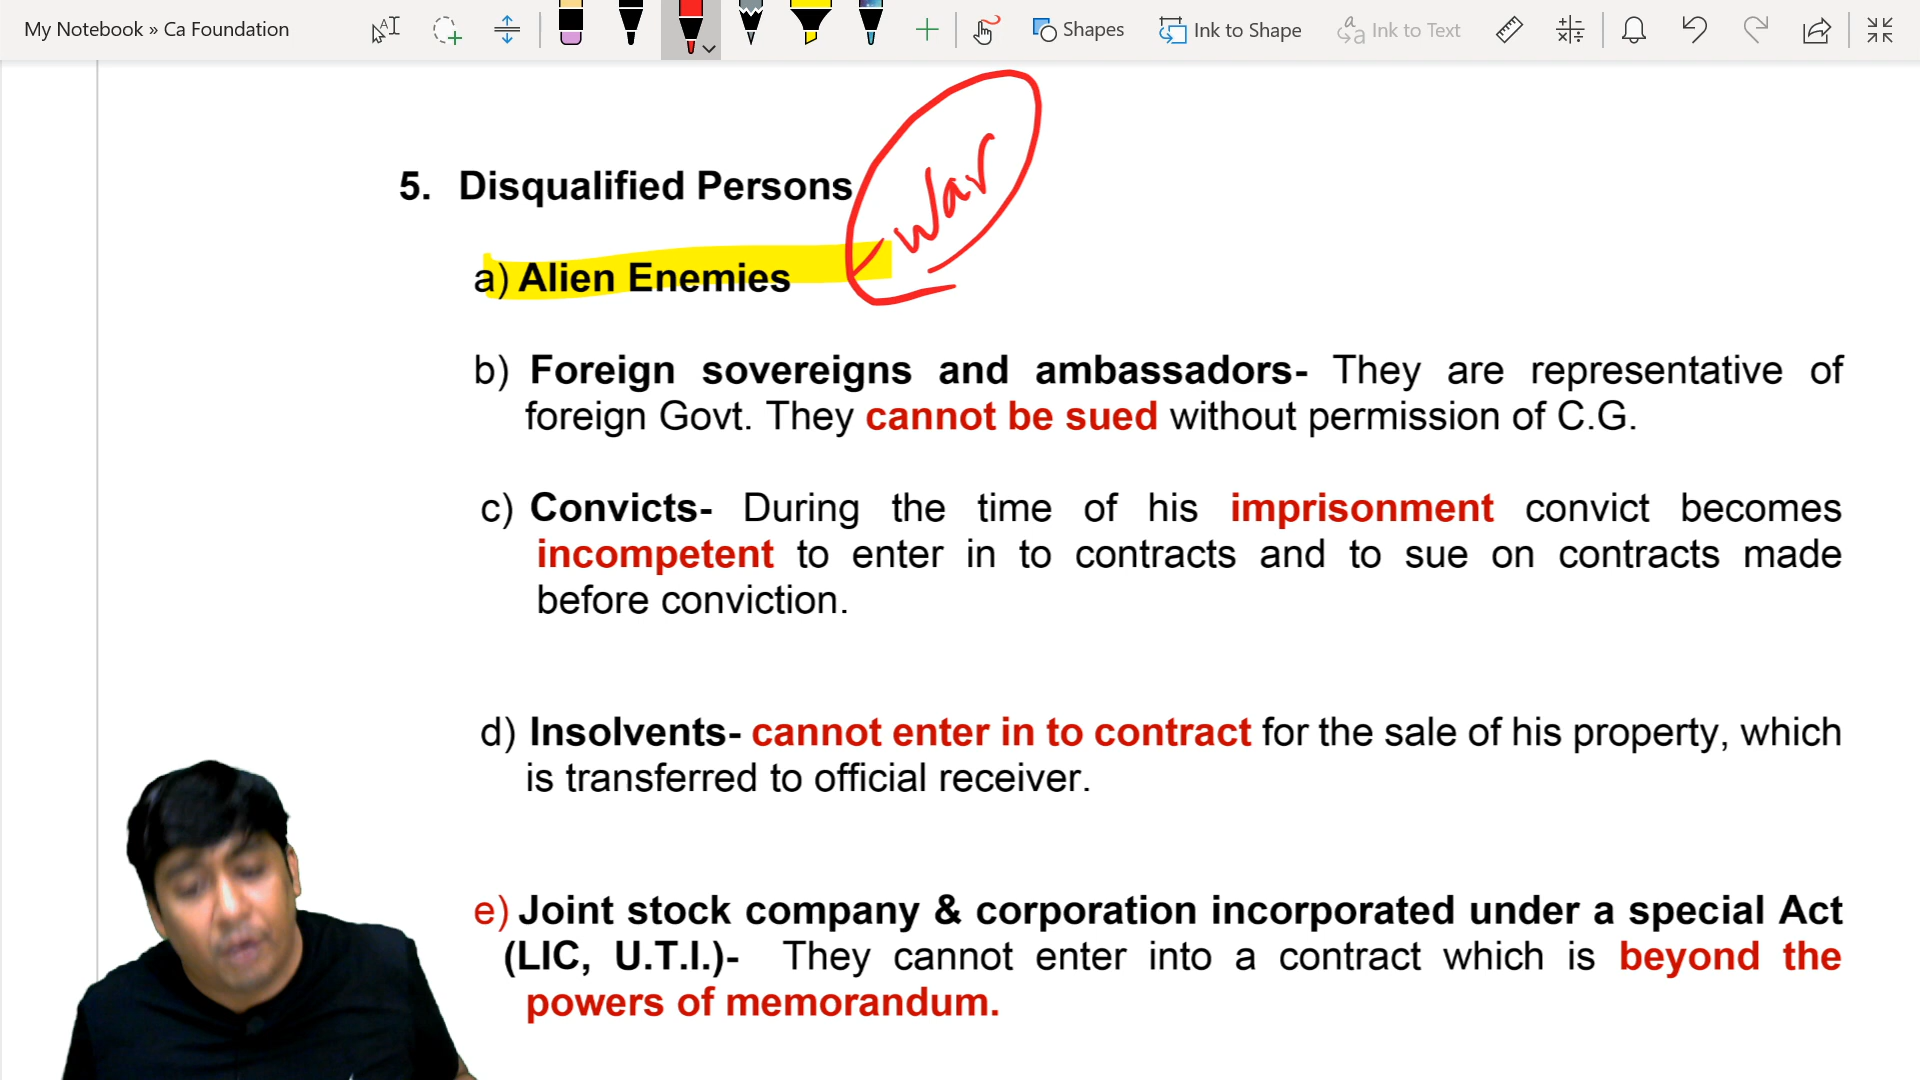 My Notebook » Ca Foundation
Shapes
Ink to Shape
Ink to Text
War
5. Disqualified Persons
a) Alien Enemies
b) Foreign sovereigns and ambassadors- They are representative of
foreign Govt. They cannot be sued without permission of C.G.
c) Convicts- During the time of his imprisonment convict becomes
incompetent to enter in to contracts and to sue on contracts made
before conviction.
d) Insolvents- cannot enter in to contract for the sale of his property, which
is transferred to official receiver.
e) Joint stock company & corporation incorporated under a special Act
(LIC, U.T.I.)- They cannot enter into a contract which is beyond the
powers of memorandum.